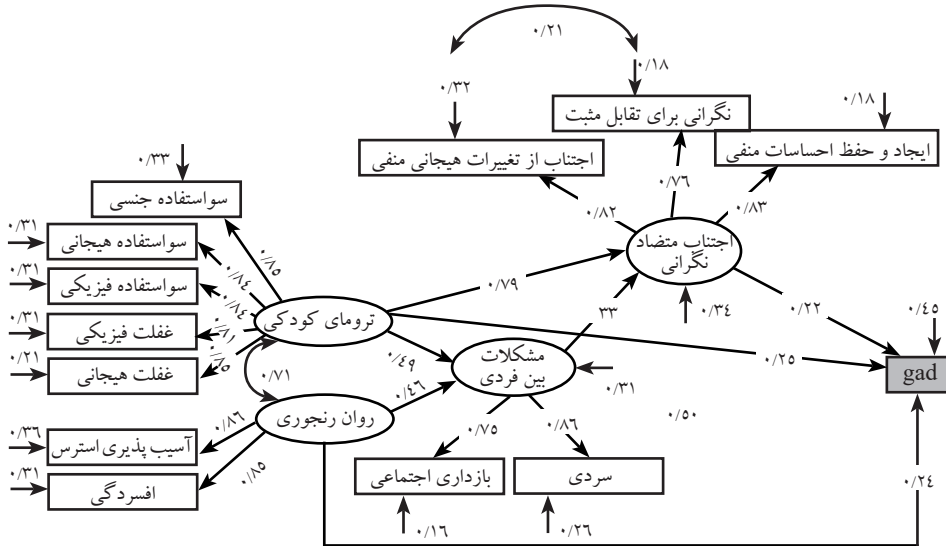 ۰/۲۱
۰/۱۸
۰/۳۲
نگرانی برای تقابل مثبت
۰/۱۸
ایجاد و حفظ احساسات منفی
اجتناب از تغییرات هیجانی منفی
۰/۳۳
سواستفاده جنسی
۰/۸۲
۰/۷۶
۰/۸۳
۰/۳۱
سواستفاده هیجانی
اجتناب متضاد
نگرانی
۰/۸۵
۰/۳۱
سواستفاده فیزیکی
۰/۸۴
۰/۷۹
۰/۳۴
۰/۸۴
۰/۳۱
غفلت فیزیکی
۰/۸۱
ترومای کودکی
۳۳
۰/۲۲
۰/۴۵
۰/۲۱
غفلت هیجانی
۰/۸۵
۰/۷۱
۰/۴۹
مشکلات
بین فردی
۰/۳۱
۰/۲۵
gad
۰/۴۶
۰/۵۰
روان رنجوری
۰/۸۶
۰/۳۶
آسیب پذیری استرس
۰/۷۵
۰/۸۶
۰/۸۵
۰/۳۱
افسردگی
بازداری اجتماعی
سردی
۰/۲۴
۰/۱۶
۰/۲۶